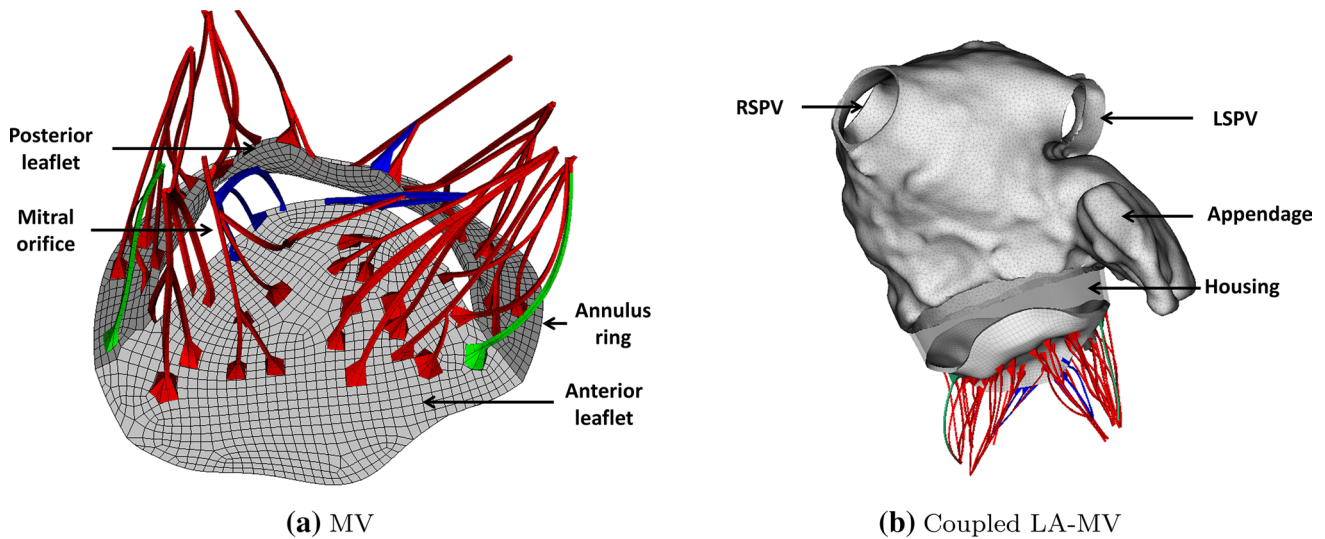 Posterior
leaflet
Mitral
orifice
Annulus
ring
Anterior
leaflet
(a) MV
RSPV
LSPV
Appendage
Housing
(b) Coupled LA-MV